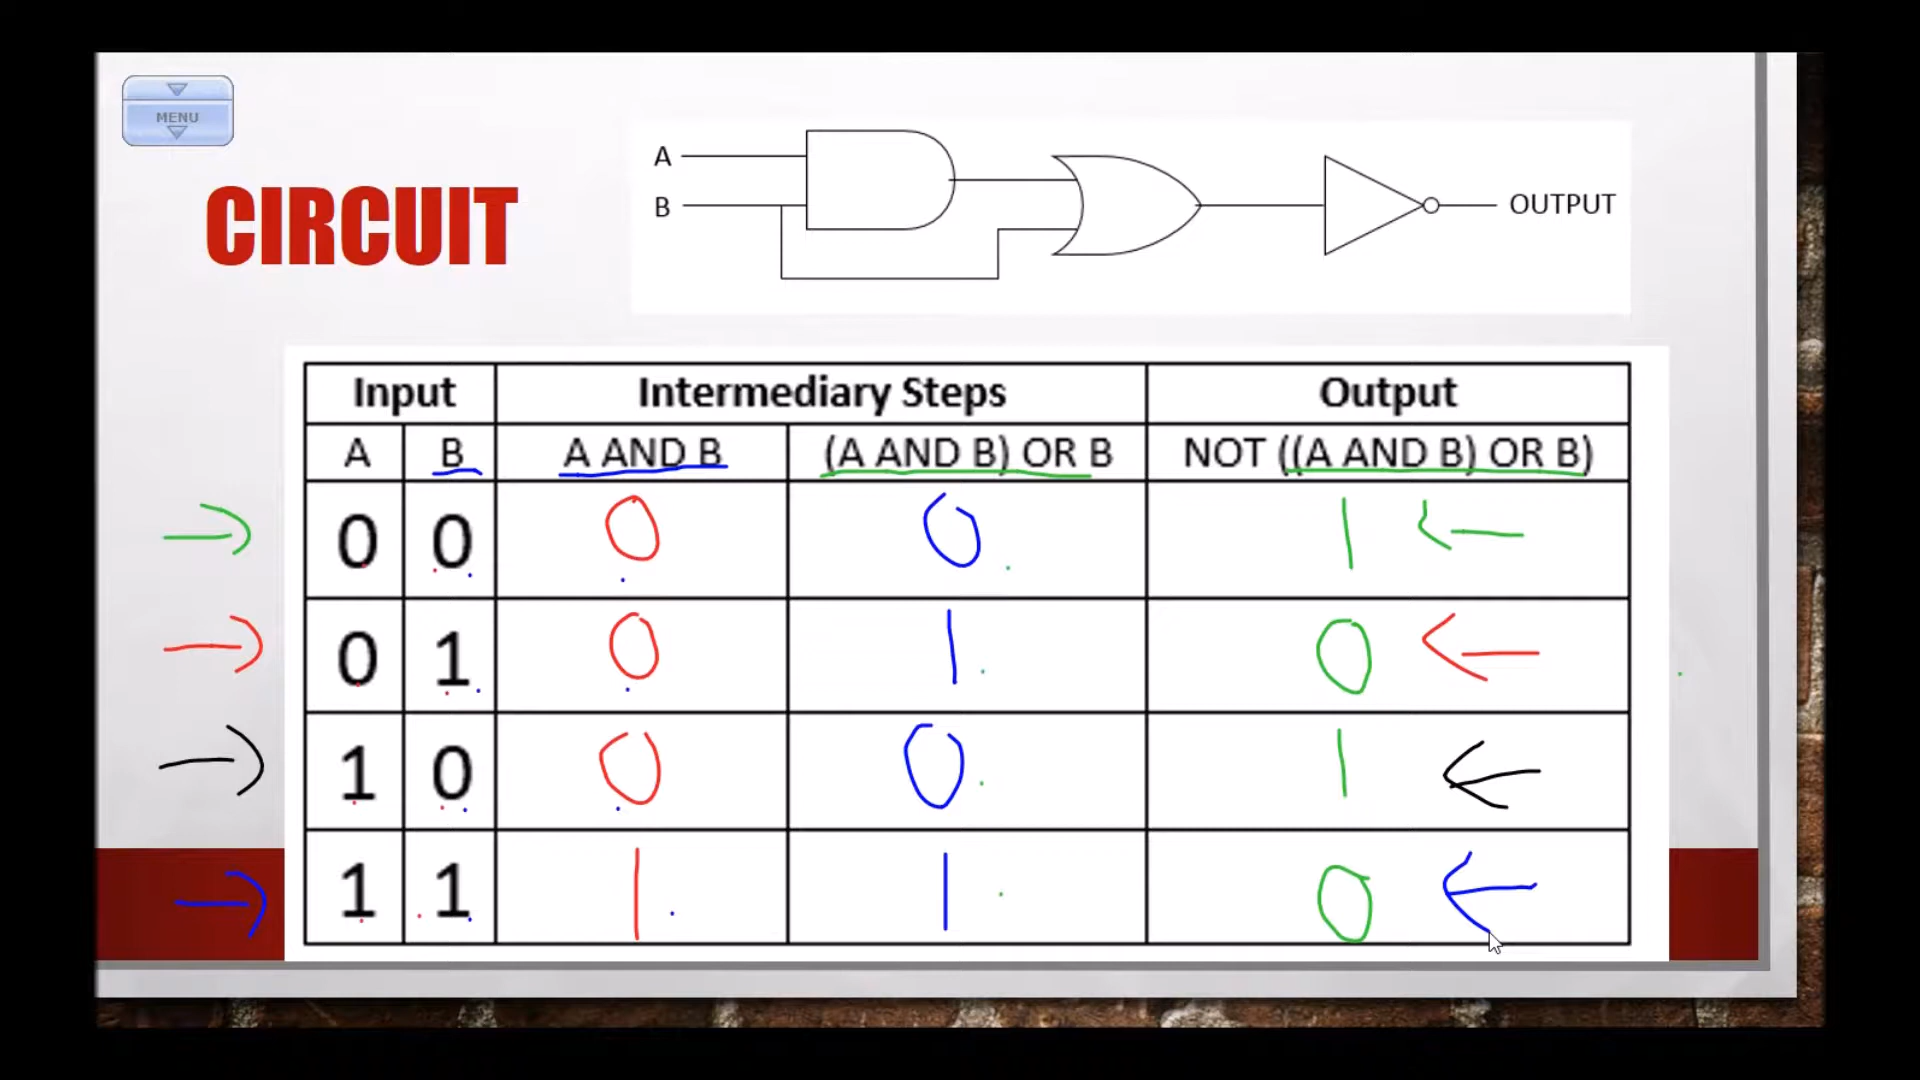 MENU
CIRCUIT
A
B
OUTPUT
Input Intermediary Steps Output
A B A AND B (A AND B) OR B NOT ((A AND B) OR B)
0 0 0 0 1
0 1 0 1 0
1 0 0 0 1
1 1 1 1 0